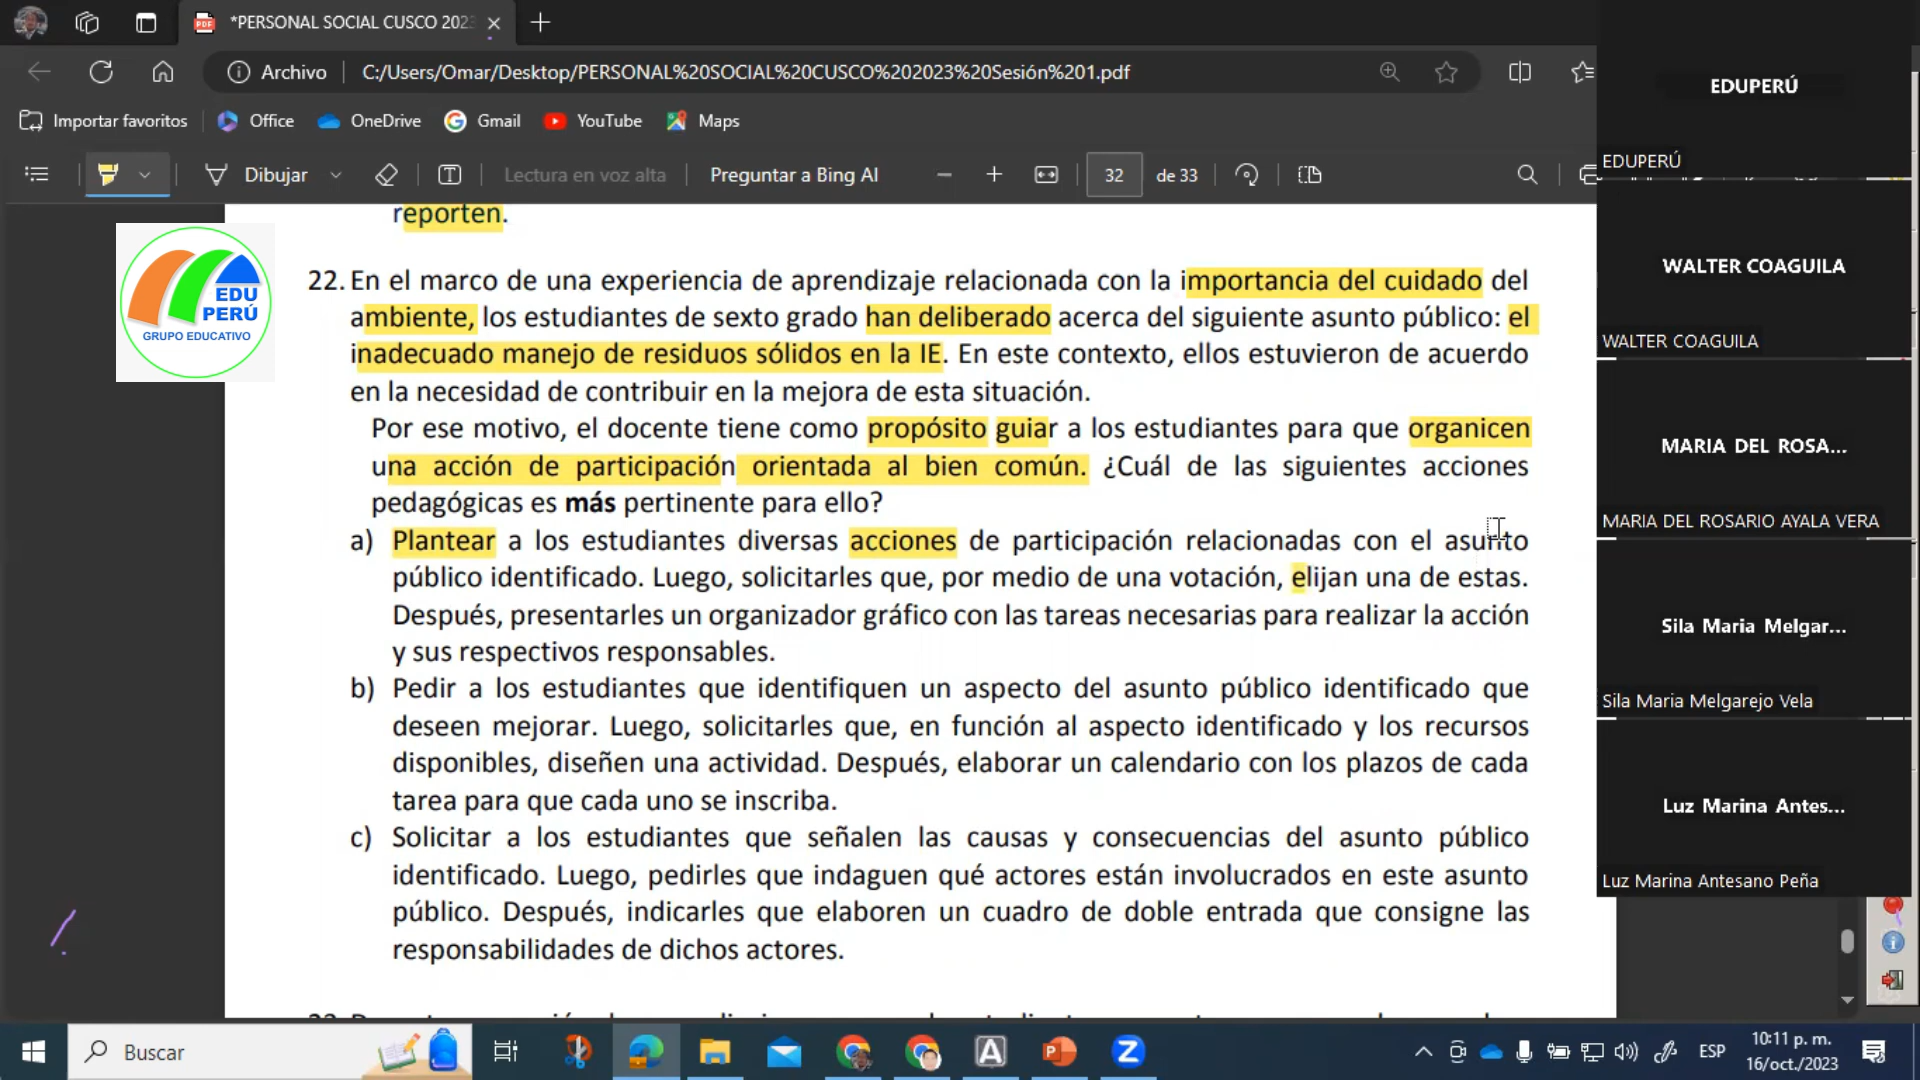 *PERSONAL SOCIAL CUSCO 202
Archivo
C:/Users/Omar/Desktop/PERSONAL%20SOCIAL%20CUSCO%202023%20Sesión%201.pdf
Importar favoritos
Office
OneDrive
Gmail
YouTube
Maps
Dibujar
Lectura en voz alta
Preguntar a Bing AI
32
de 33
EDU
PERÚ
GRUPO EDUCATIVO
reporten.
22. En el marco de una experiencia de aprendizaje relacionada con la importancia del cuidado del
ambiente, los estudiantes de sexto grado han deliberado acerca del siguiente asunto público: el
inadecuado manejo de residuos sólidos en la IE. En este contexto, ellos estuvieron de acuerdo
en la necesidad de contribuir en la mejora de esta situación.
Por ese motivo, el docente tiene como propósito guiar a los estudiantes para que organicen
una acción de participación orientada al bien común. ¿Cuál de las siguientes acciones
pedagógicas es más pertinente para ello?
a) Plantear a los estudiantes diversas acciones de participación relacionadas con el asunto
público identificado. Luego, solicitarles que, por medio de una votación, elijan una de estas.
Después, presentarles un organizador gráfico con las tareas necesarias para realizar la acción
y sus respectivos responsables.
b) Pedir a los estudiantes que identifiquen un aspecto del asunto público identificado que
deseen mejorar. Luego, solicitarles que, en función al aspecto identificado y los recursos
disponibles, diseñen una actividad. Después, elaborar un calendario con los plazos de cada
tarea para que cada uno se inscriba.
c) Solicitar a los estudiantes que señalen las causas y consecuencias del asunto público
identificado. Luego, pedirles que indaguen qué actores están involucrados en este asunto
público. Después, indicarles que elaboren un cuadro de doble entrada que consigne las
responsabilidades de dichos actores.
EDUPERÚ
EDUPERÚ
WALTER COAGUILA
WALTER COAGUILA
MARIA DEL ROSA...
MARIA DEL ROSARIO AYALA VERA
Sila Maria Melgar...
Sila Maria Melgarejo Vela
Luz Marina Antes...
Luz Marina Antesano Peña
Buscar
ESP
10:11 p. m.
16/oct./2023